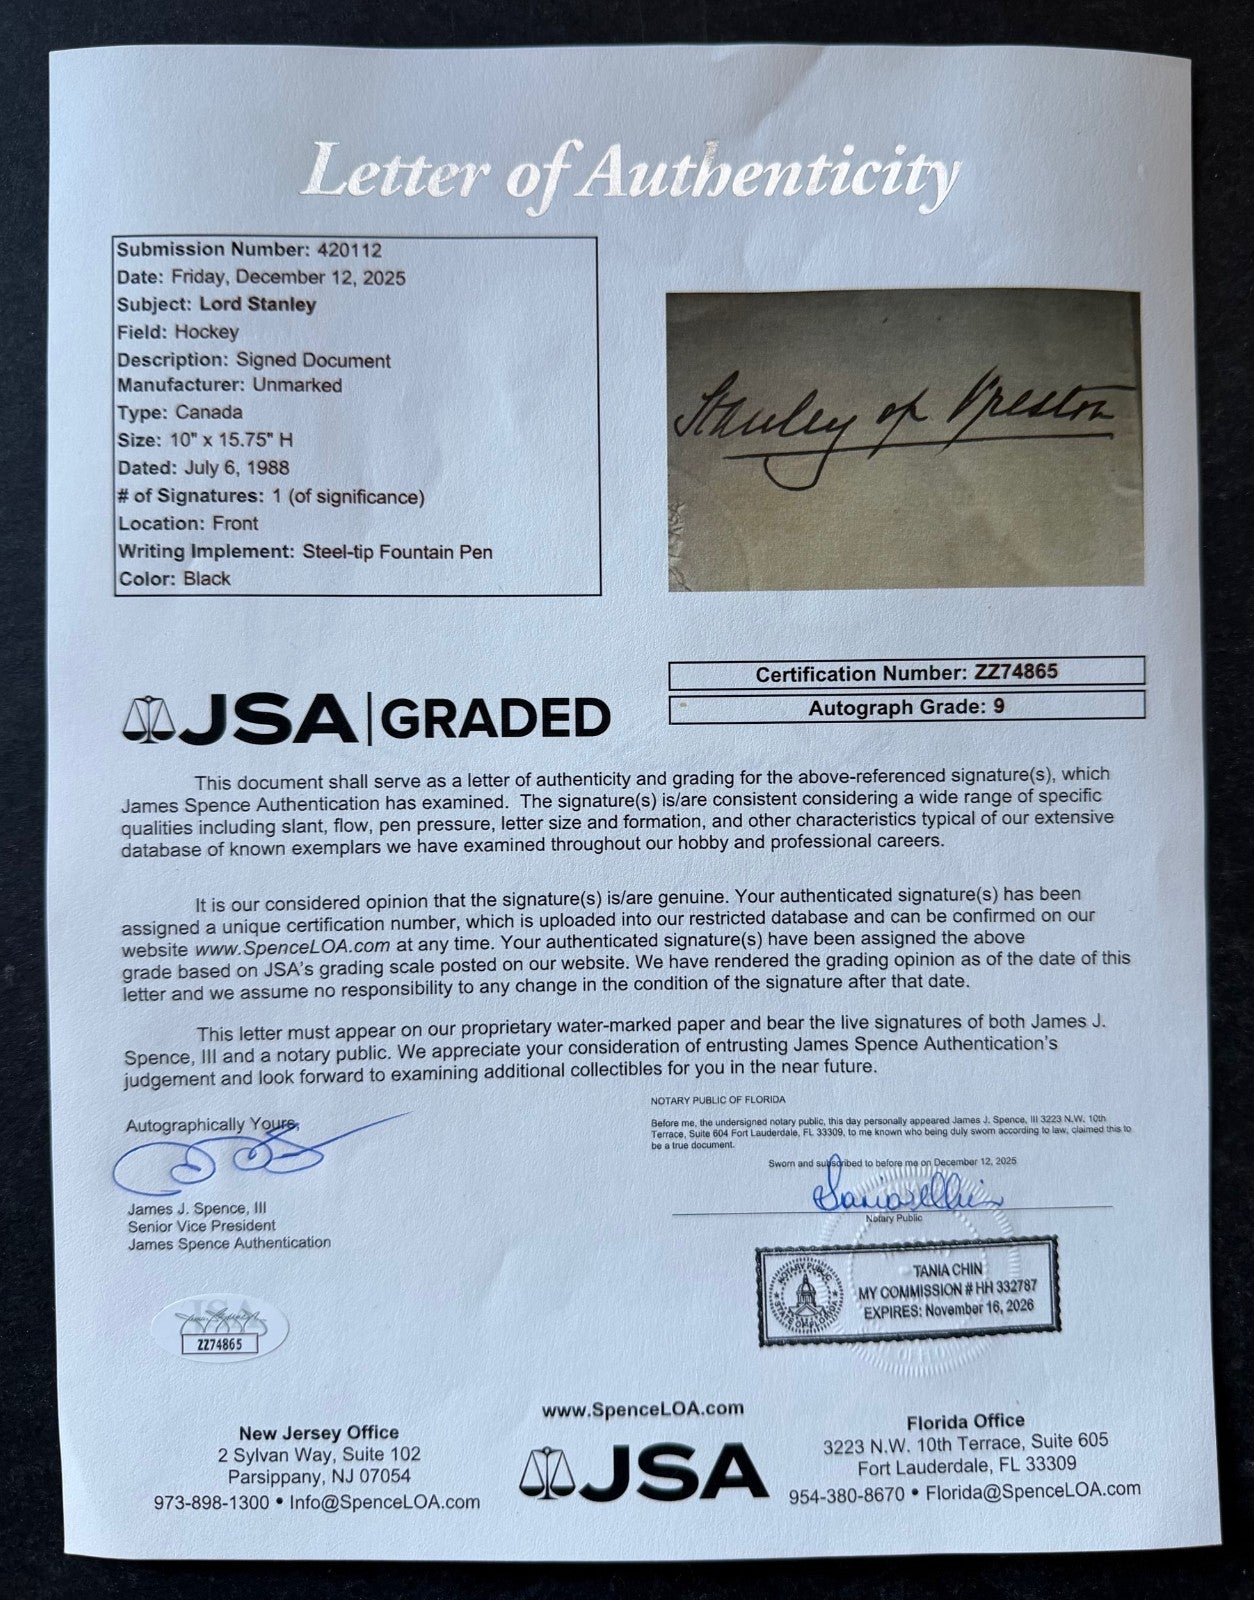 Letter of Authenticity
Submission Number: 420112
Date: Friday, December 12, 2025
Subject: Lord Stanley
Field: Hockey
Description: Signed Document
Manufacturer: Unmarked
Type: Canada
Size: 10" x 15.75" H
Dated: July 6, 1988
# of Signatures: 1 (of significance)
Location: Front
Writing Implement: Steel-tip Fountain Pen
Color: Black
Stanley of Preston
Certification Number: ZZ74865
Autograph Grade: 9
JSA GRADED
This document shall serve as a letter of authenticity and grading for the above-referenced signature(s), which
James Spence Authentication has examined. The signature(s) is/are consistent considering a wide range of specific
qualities including slant, flow, pen pressure, letter size and formation, and other characteristics typical of our extensive
database of known exemplars we have examined throughout our hobby and professional careers.
It is our considered opinion that the signature(s) is/are genuine. Your authenticated signature(s) has been
assigned a unique certification number, which is uploaded into our restricted database and can be confirmed on our
website www.SpenceLOA.com at any time. Your authenticated signature(s) have been assigned the above
grade based on JSA's grading scale posted on our website. We have rendered the grading opinion as of the date of this
letter and we assume no responsibility to any change in the condition of the signature after that date.
This letter must appear on our proprietary water-marked paper and bear the live signatures of both James J.
Spence, III and a notary public. We appreciate your consideration of entrusting James Spence Authentication's
judgement and look forward to examining additional collectibles for you in the near future.
Autographically Yours,
James J. Spence, III
Senior Vice President
James Spence Authentication
NOTARY PUBLIC OF FLORIDA
Before me, the undersigned notary public, this day personally appeared James J. Spence, III 3223 N.W. 10th
Terrace, Suite 604 Fort Lauderdale, FL 33309, to me known who being duly sworn according to law, claimed this to
be a true document.
Sworn and subscribed to before me on December 12, 2025
Notary Public
NOTARY PUBLIC
STATE OF FLORIDA
TANIA CHIN
MY COMMISSION # HH 332787
EXPIRES: November 16, 2026
JSA
ZZ74865
New Jersey Office
2 Sylvan Way, Suite 102
Parsippany, NJ 07054
973-898-1300 • Info@SpenceLOA.com
www.SpenceLOA.com
JSA
Florida Office
3223 N.W. 10th Terrace, Suite 605
Fort Lauderdale, FL 33309
954-380-8670 • Florida@SpenceLOA.com